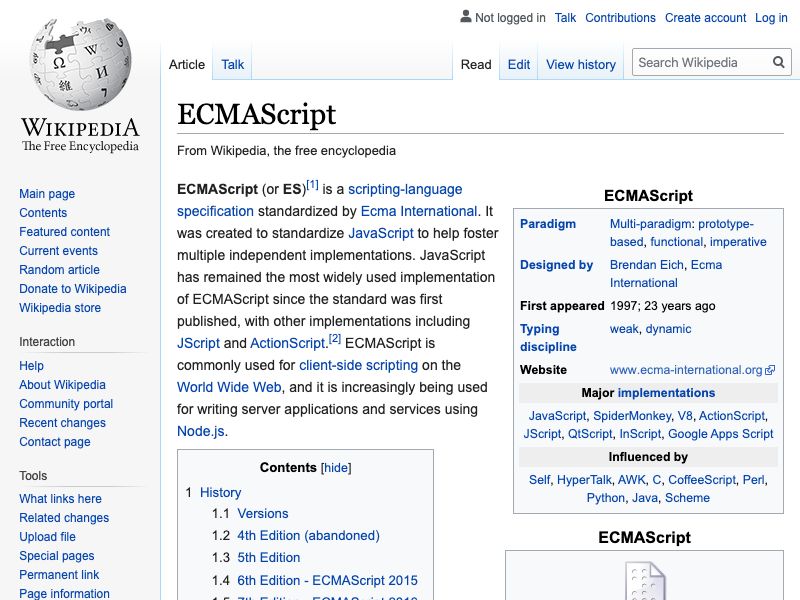 Not logged in Talk Contributions Create account Log in
Article Talk Read Edit View history Search Wikipedia
Ω W И 維
WIKIPEDIA
The Free Encyclopedia
Main page
Contents
Featured content
Current events
Random article
Donate to Wikipedia
Wikipedia store
Interaction
Help
About Wikipedia
Community portal
Recent changes
Contact page
Tools
What links here
Related changes
Upload file
Special pages
Permanent link
Page information
ECMAScript
From Wikipedia, the free encyclopedia
ECMAScript (or ES)[1] is a scripting-language
specification standardized by Ecma International. It
was created to standardize JavaScript to help foster
multiple independent implementations. JavaScript
has remained the most widely used implementation
of ECMAScript since the standard was first
published, with other implementations including
JScript and ActionScript.[2] ECMAScript is
commonly used for client-side scripting on the
World Wide Web, and it is increasingly being used
for writing server applications and services using
Node.js.
Contents [hide]
1 History
1.1 Versions
1.2 4th Edition (abandoned)
1.3 5th Edition
1.4 6th Edition - ECMAScript 2015
1.5 7th Edition - ECMAScript 2016
ECMAScript
Paradigm Multi-paradigm: prototype-
based, functional, imperative
Designed by Brendan Eich, Ecma
International
First appeared 1997; 23 years ago
Typing weak, dynamic
discipline
Website www.ecma-international.org
Major implementations
JavaScript, SpiderMonkey, V8, ActionScript,
JScript, QtScript, InScript, Google Apps Script
Influenced by
Self, HyperTalk, AWK, C, CoffeeScript, Perl,
Python, Java, Scheme
ECMAScript